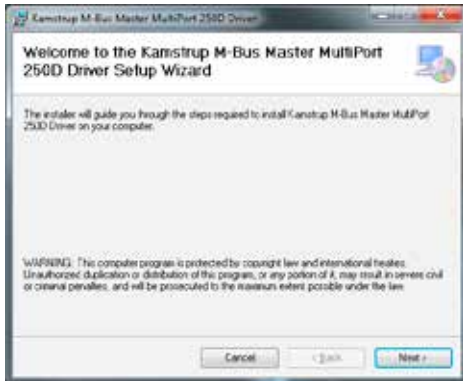 Kamstrup M-Bus Master MultiPort 250D Driver
Welcome to the Kamstrup M-Bus Master MultiPort
250D Driver Setup Wizard
The installer will guide you through the steps required to install Kamstrup M-Bus Master MultiPort
250D Driver on your computer.
WARNING: This computer program is protected by copyright law and international treaties.
Unauthorized duplication or distribution of this program, or any portion of it, may result in severe civil
or criminal penalties, and will be prosecuted to the maximum extent possible under the law.
Cancel
< Back
Next >